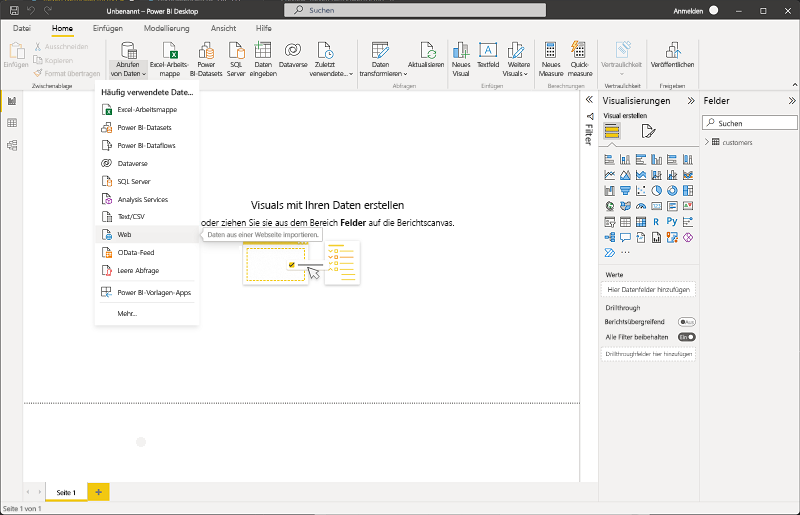 Unbenannt – Power BI Desktop
Suchen
Anmelden
Datei
Home
Einfügen
Modellierung
Ansicht
Hilfe
Einfügen
Ausschneiden
Kopieren
Format übertragen
Zwischenablage
Abrufen von Daten
Excel-Arbeits-
mappe
Power
BI-Datasets
SQL
Server
Daten
eingeben
Dataverse
Zuletzt
verwendete...
Daten
transformieren
Aktualisieren
Abfragen
Neues
Visual
Textfeld
Weitere
Visuals
Einfügen
Neues
Measure
Quick-
measure
Berechnungen
Vertraulichkeit
Vertraulichkeit
Veröffentlichen
Freigeben
Häufig verwendete Date...
Excel-Arbeitsmappe
Power BI-Datasets
Power BI-Dataflows
Dataverse
SQL Server
Analysis Services
Text/CSV
Web
OData-Feed
Leere Abfrage
Power BI-Vorlagen-Apps
Mehr...
Daten aus einer Webseite importieren.
Visuals mit Ihren Daten erstellen
oder ziehen Sie sie aus dem Bereich Felder auf die Berichtscanvas.
Filter
Visualisierungen
Visual erstellen
R
Py
Werte
Hier Datenfelder hinzufügen
Drillthrough
Berichtsübergreifend
Aus
Alle Filter beibehalten
Ein
Drillthroughfelder hier hinzufügen
Felder
Suchen
customers
Seite 1
Seite 1 von 1